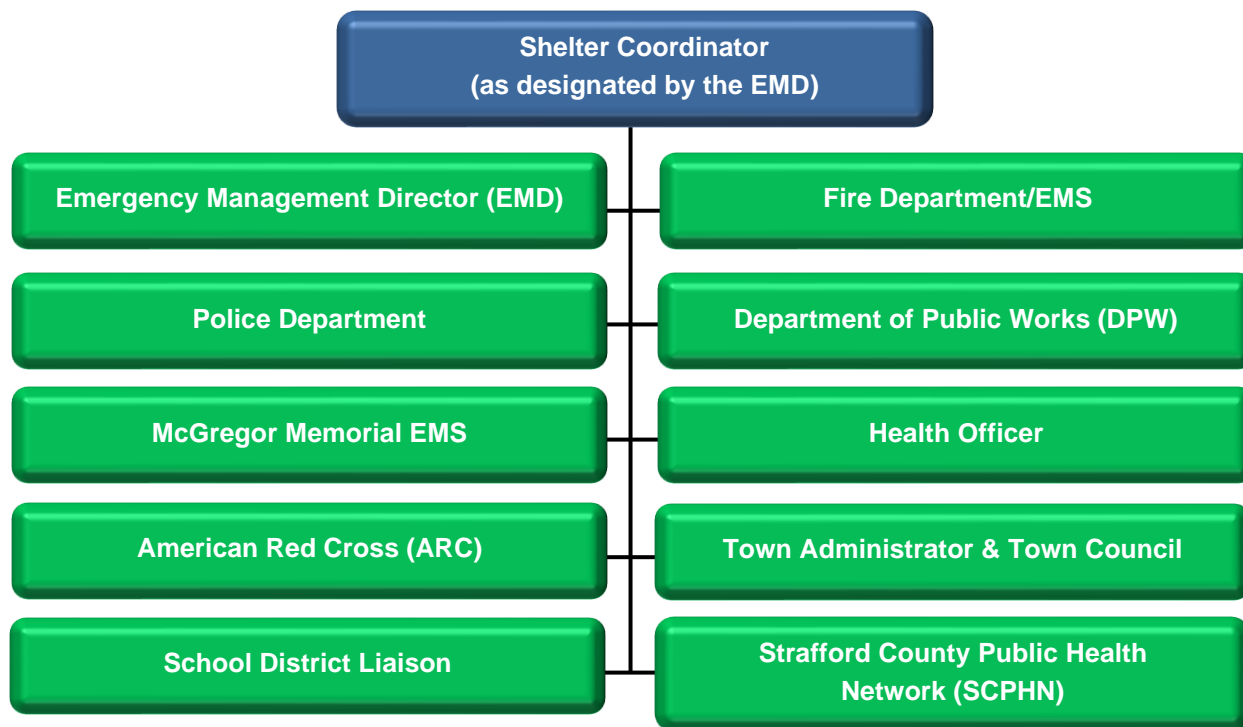 Shelter Coordinator
(as designated by the EMD)
Emergency Management Director (EMD)
Fire Department/EMS
Police Department
Department of Public Works (DPW)
McGregor Memorial EMS
Health Officer
American Red Cross (ARC)
Town Administrator & Town Council
School District Liaison
Strafford County Public Health
Network (SCPHN)